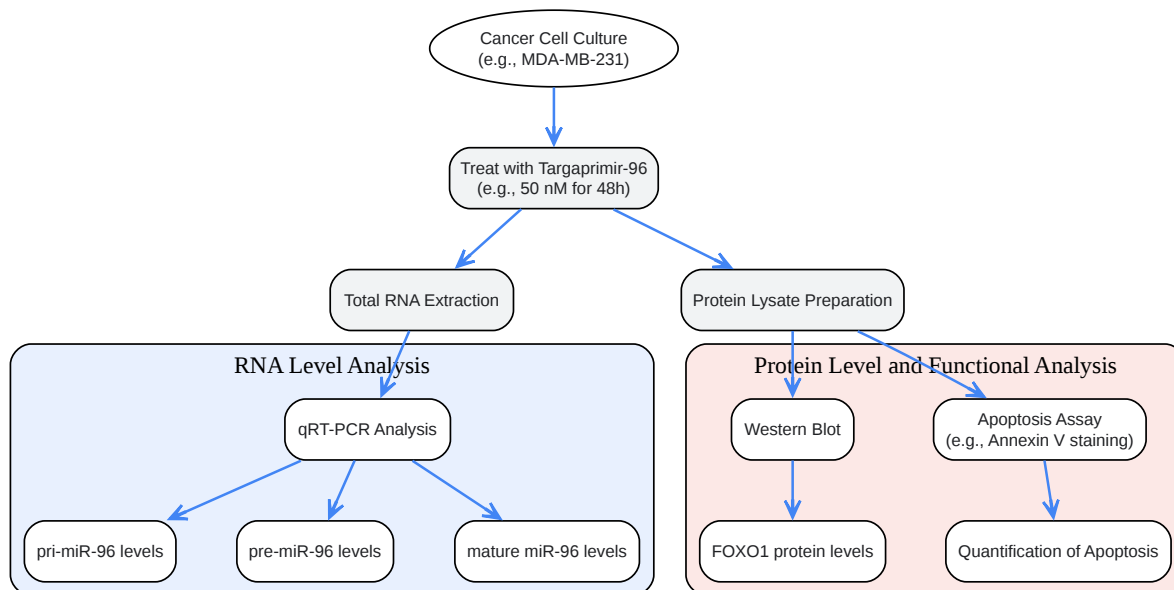 Cancer Cell Culture
(e.g., MDA-MB-231)
Treat with Targaprimir-96
(e.g., 50 nM for 48h)
Total RNA Extraction
Protein Lysate Preparation
RNA Level Analysis
Protein Level and Functional Analysis
qRT-PCR Analysis
Western Blot
Apoptosis Assay
(e.g., Annexin V staining)
pri-miR-96 levels
pre-miR-96 levels
mature miR-96 levels
FOXO1 protein levels
Quantification of Apoptosis